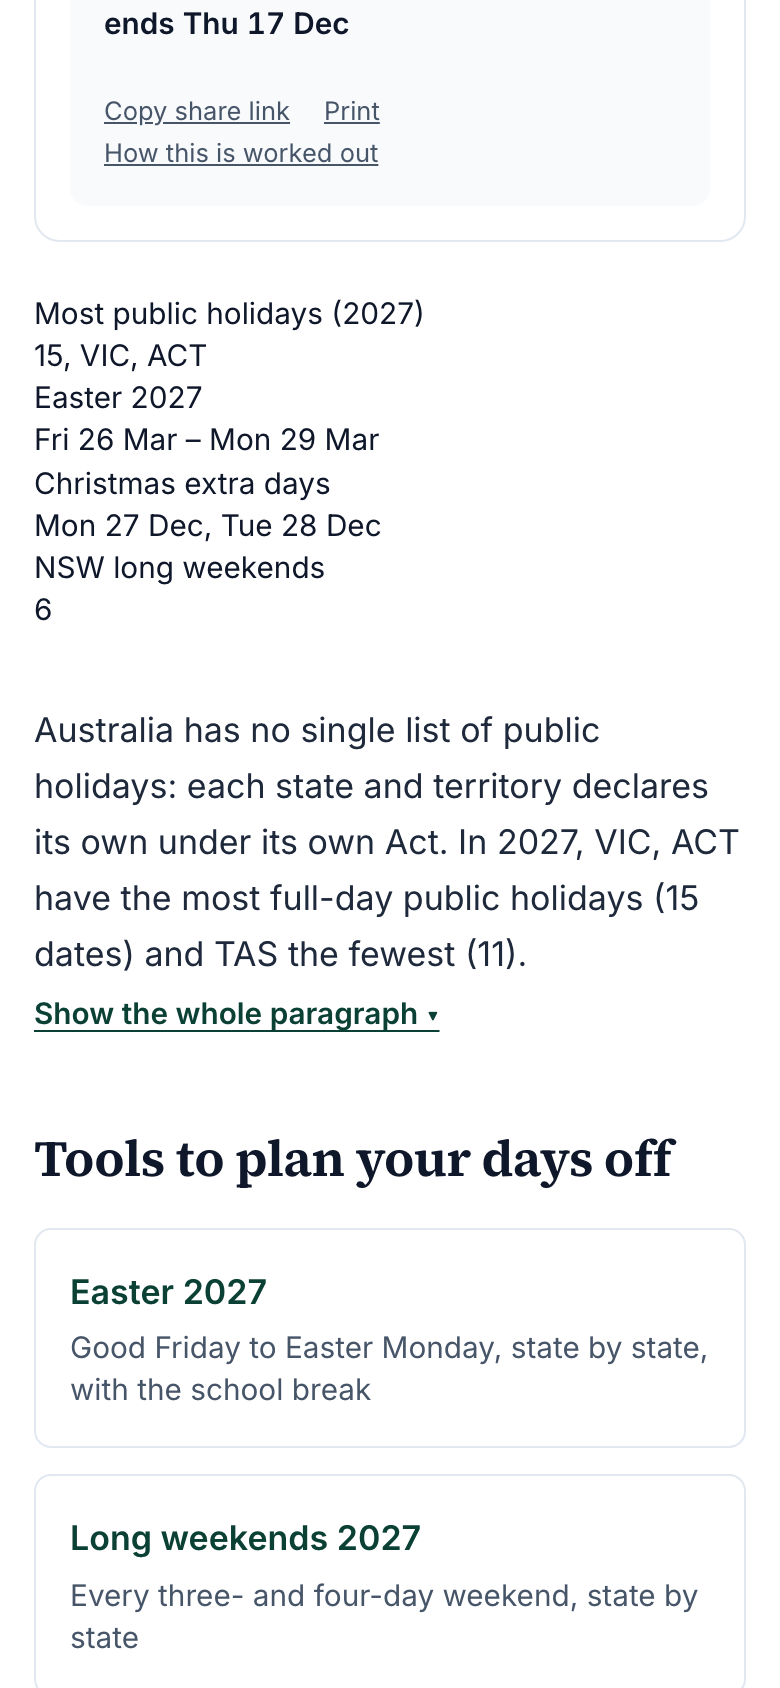 ends Thu 17 Dec
Copy share link Print
How this is worked out
Most public holidays (2027)
15, VIC, ACT
Easter 2027
Fri 26 Mar – Mon 29 Mar
Christmas extra days
Mon 27 Dec, Tue 28 Dec
NSW long weekends
6
Australia has no single list of public
holidays: each state and territory declares
its own under its own Act. In 2027, VIC, ACT
have the most full-day public holidays (15
dates) and TAS the fewest (11).
Show the whole paragraph ▾
Tools to plan your days off
Easter 2027
Good Friday to Easter Monday, state by state,
with the school break
Long weekends 2027
Every three- and four-day weekend, state by
state